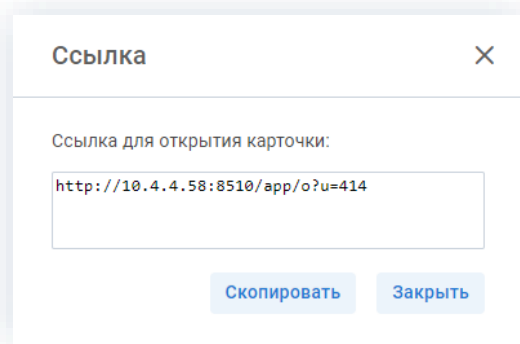 Ссылка
Ссылка для открытия карточки:
http://10.4.4.58:8510/app/o?u=414
Скопировать Закрыть